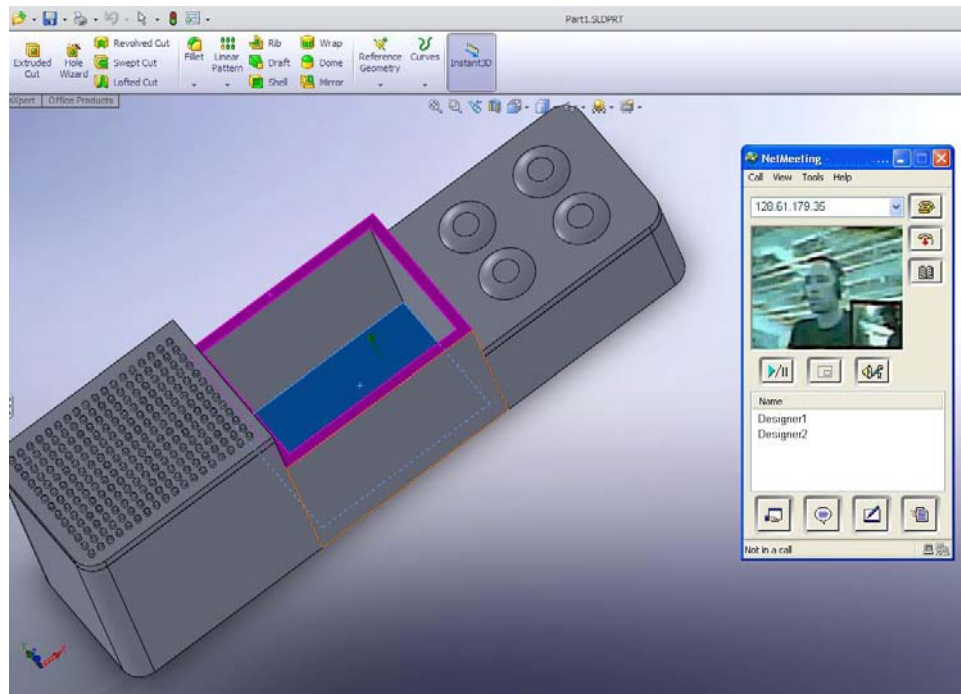 Part1.SLDPRT
Extruded Cut
Hole Wizard
Revolved Cut
Swept Cut
Lofted Cut
Fillet
Linear Pattern
Rib
Draft
Shell
Wrap
Dome
Mirror
Reference Geometry
Curves
Instant3D
Office Products
NetMeeting - ...
Call View Tools Help
128.61.179.35
Name
Designer1
Designer2
Not in a call